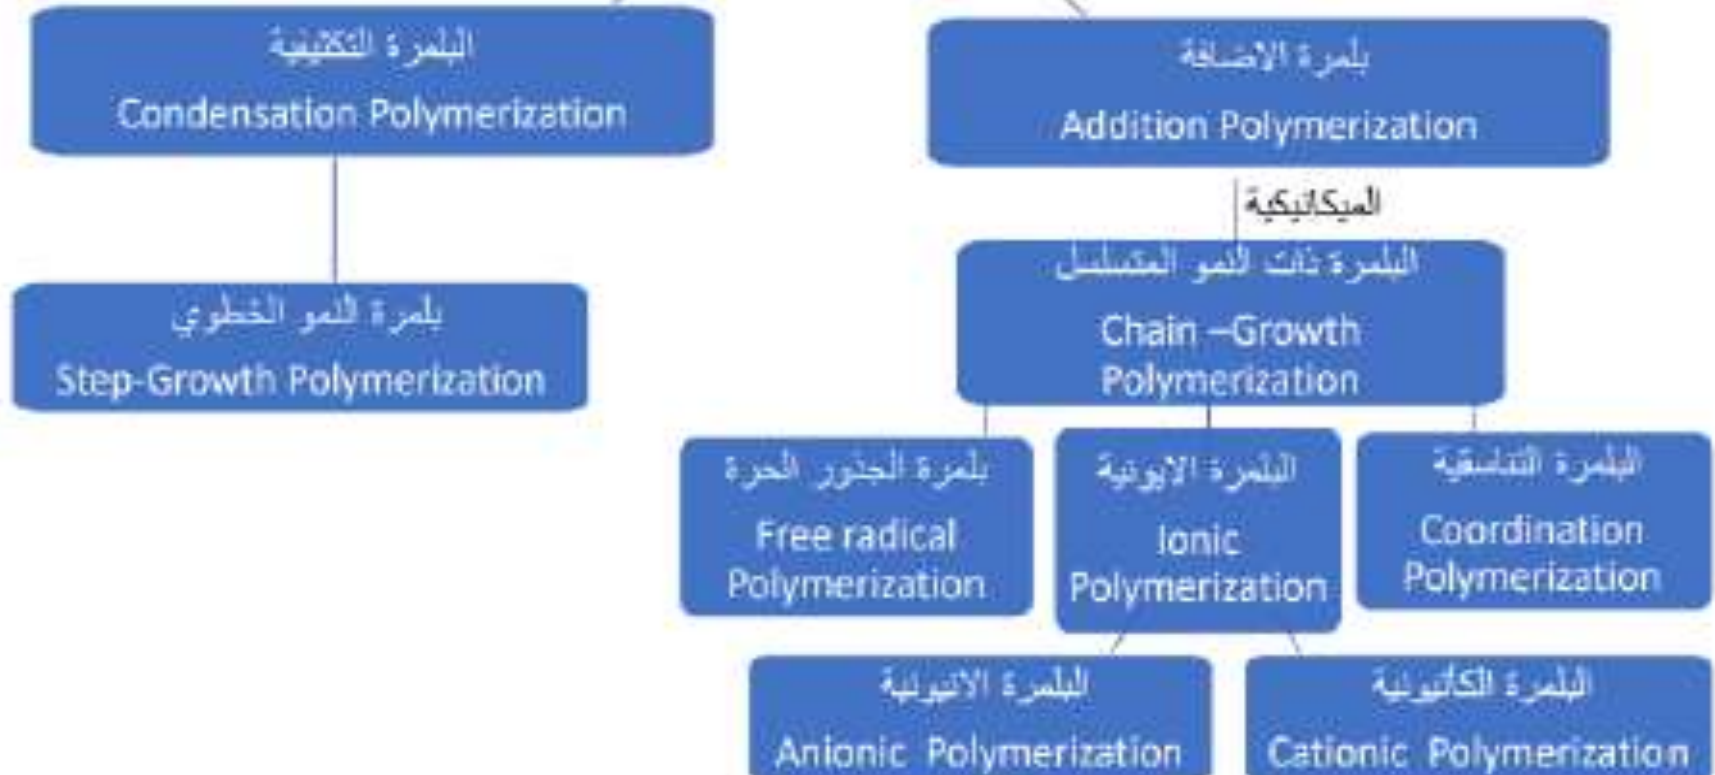 البلمرة التكثيفية
Condensation Polymerization
بلمرة الاضافة
Addition Polymerization
الميكانيكية
بلمرة النمو الخطوي
Step-Growth Polymerization
البلمرة ذات النمو المتسلسل
Chain –Growth
Polymerization
بلمرة الجذور الحرة
Free radical
Polymerization
البلمرة الايونية
Ionic
Polymerization
البلمرة التناسقية
Coordination
Polymerization
البلمرة الانيونية
Anionic Polymerization
البلمرة الكأتيونية
Cationic Polymerization